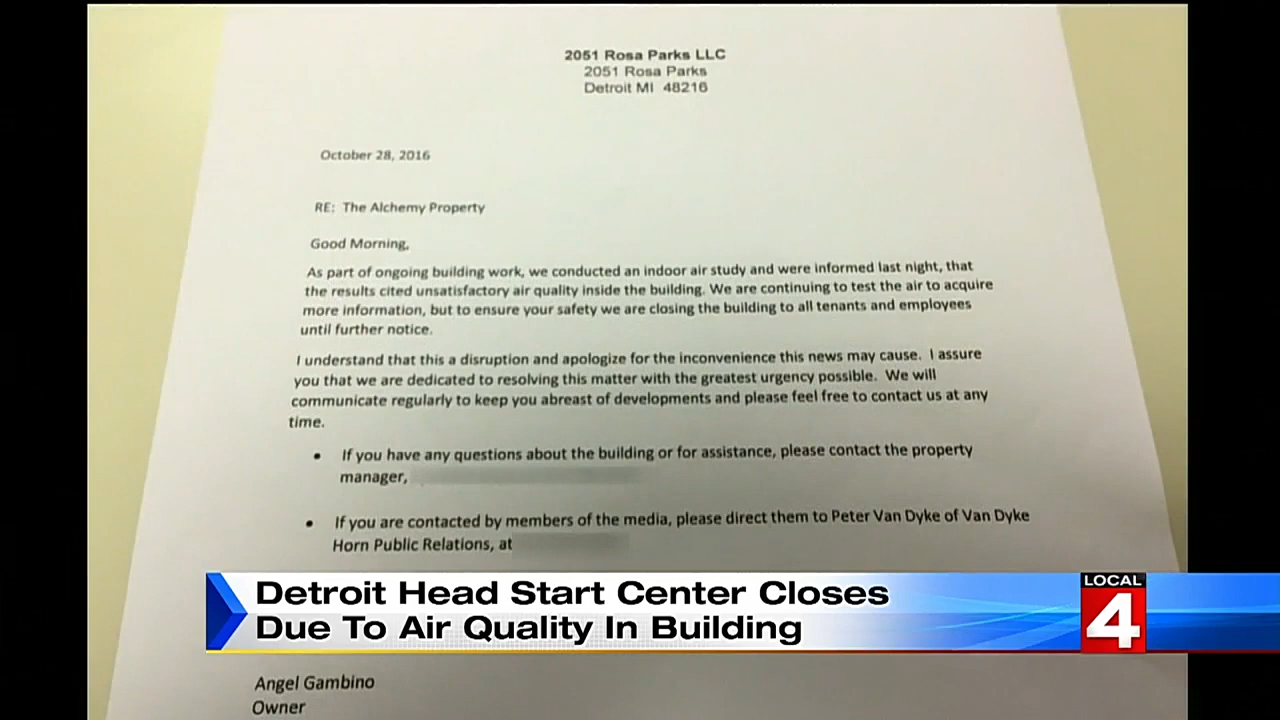 2051 Rosa Parks LLC
2051 Rosa Parks
Detroit MI 48216
October 28, 2016
RE: The Alchemy Property
Good Morning,
As part of ongoing building work, we conducted an indoor air study and were informed last night, that
the results cited unsatisfactory air quality inside the building. We are continuing to test the air to acquire
more information, but to ensure your safety we are closing the building to all tenants and employees
until further notice.
I understand that this a disruption and apologize for the inconvenience this news may cause. I assure
you that we are dedicated to resolving this matter with the greatest urgency possible. We will
communicate regularly to keep you abreast of developments and please feel free to contact us at any
time.
• If you have any questions about the building or for assistance, please contact the property
manager,
• If you are contacted by members of the media, please direct them to Peter Van Dyke of Van Dyke
Horn Public Relations, at
Detroit Head Start Center Closes
Due To Air Quality In Building
LOCAL
4
Angel Gambino
Owner